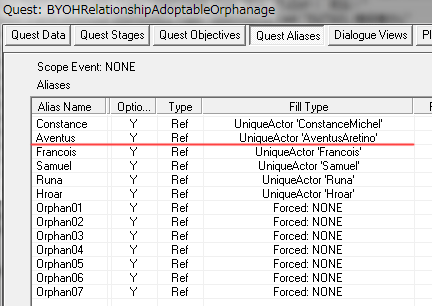 Quest: BYOHRelationshipAdoptableOrphanage
Quest Data Quest Stages Quest Objectives Quest Aliases Dialogue Views
Scope Event: NONE
Aliases
Alias Name Optio... Type Fill Type
Constance Y Ref UniqueActor 'ConstanceMichel'
Aventus Y Ref UniqueActor 'AventusAretino'
Francois Y Ref UniqueActor 'Francois'
Samuel Y Ref UniqueActor 'Samuel'
Runa Y Ref UniqueActor 'Runa'
Hroar Y Ref UniqueActor 'Hroar'
Orphan01 Y Ref Forced: NONE
Orphan02 Y Ref Forced: NONE
Orphan03 Y Ref Forced: NONE
Orphan04 Y Ref Forced: NONE
Orphan05 Y Ref Forced: NONE
Orphan06 Y Ref Forced: NONE
Orphan07 Y Ref Forced: NONE